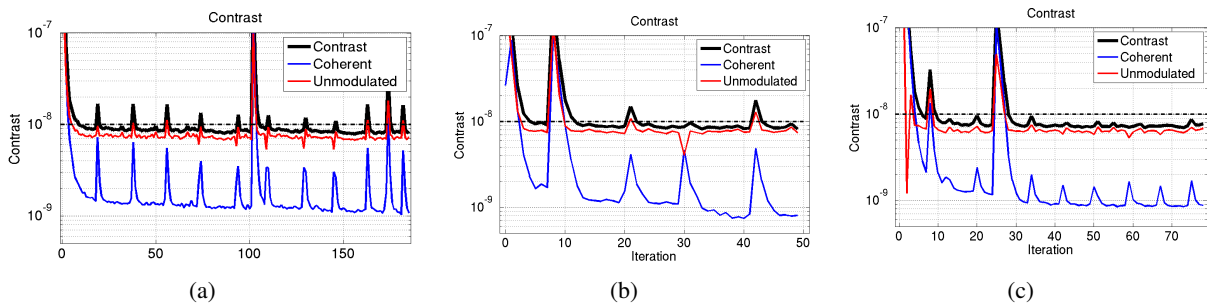 Contrast
10^-7
10^-8
10^-9
Contrast
Contrast
Coherent
Unmodulated
0 50 100 150
(a)
Contrast
10^-7
10^-8
10^-9
Contrast
Contrast
Coherent
Unmodulated
0 10 20 30 40 50
Iteration
(b)
Contrast
10^-7
10^-8
10^-9
Contrast
Contrast
Coherent
Unmodulated
0 10 20 30 40 50 60 70
Iteration
(c)